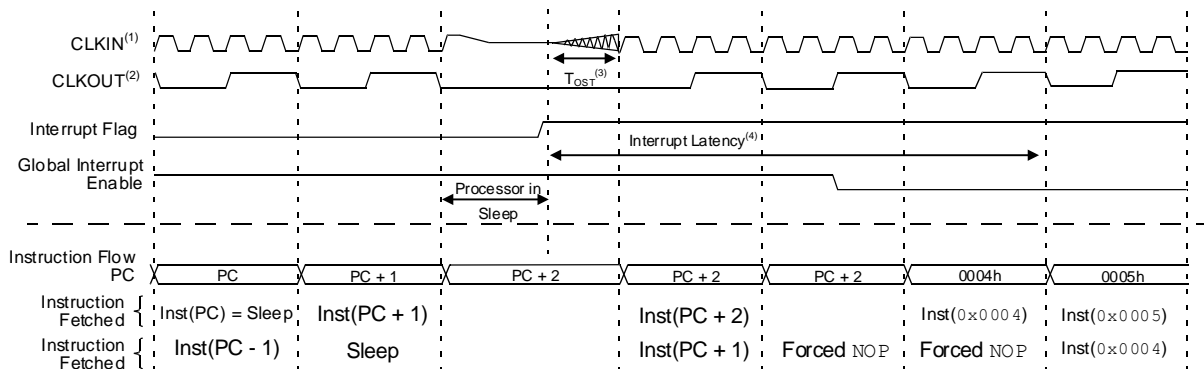 CLKIN(1)
CLKOUT(2)
TOST(3)
Interrupt Flag
Interrupt Latency(4)
Global Interrupt
Enable
Processor in
Sleep
Instruction Flow
PC
PC
PC + 1
PC + 2
PC + 2
PC + 2
0004h
0005h
Instruction
Fetched
Inst(PC) = Sleep
Inst(PC + 1)
Inst(PC + 2)
Inst(0x0004)
Inst(0x0005)
Instruction
Fetched
Inst(PC - 1)
Sleep
Inst(PC + 1)
Forced NOP
Forced NOP
Inst(0x0004)